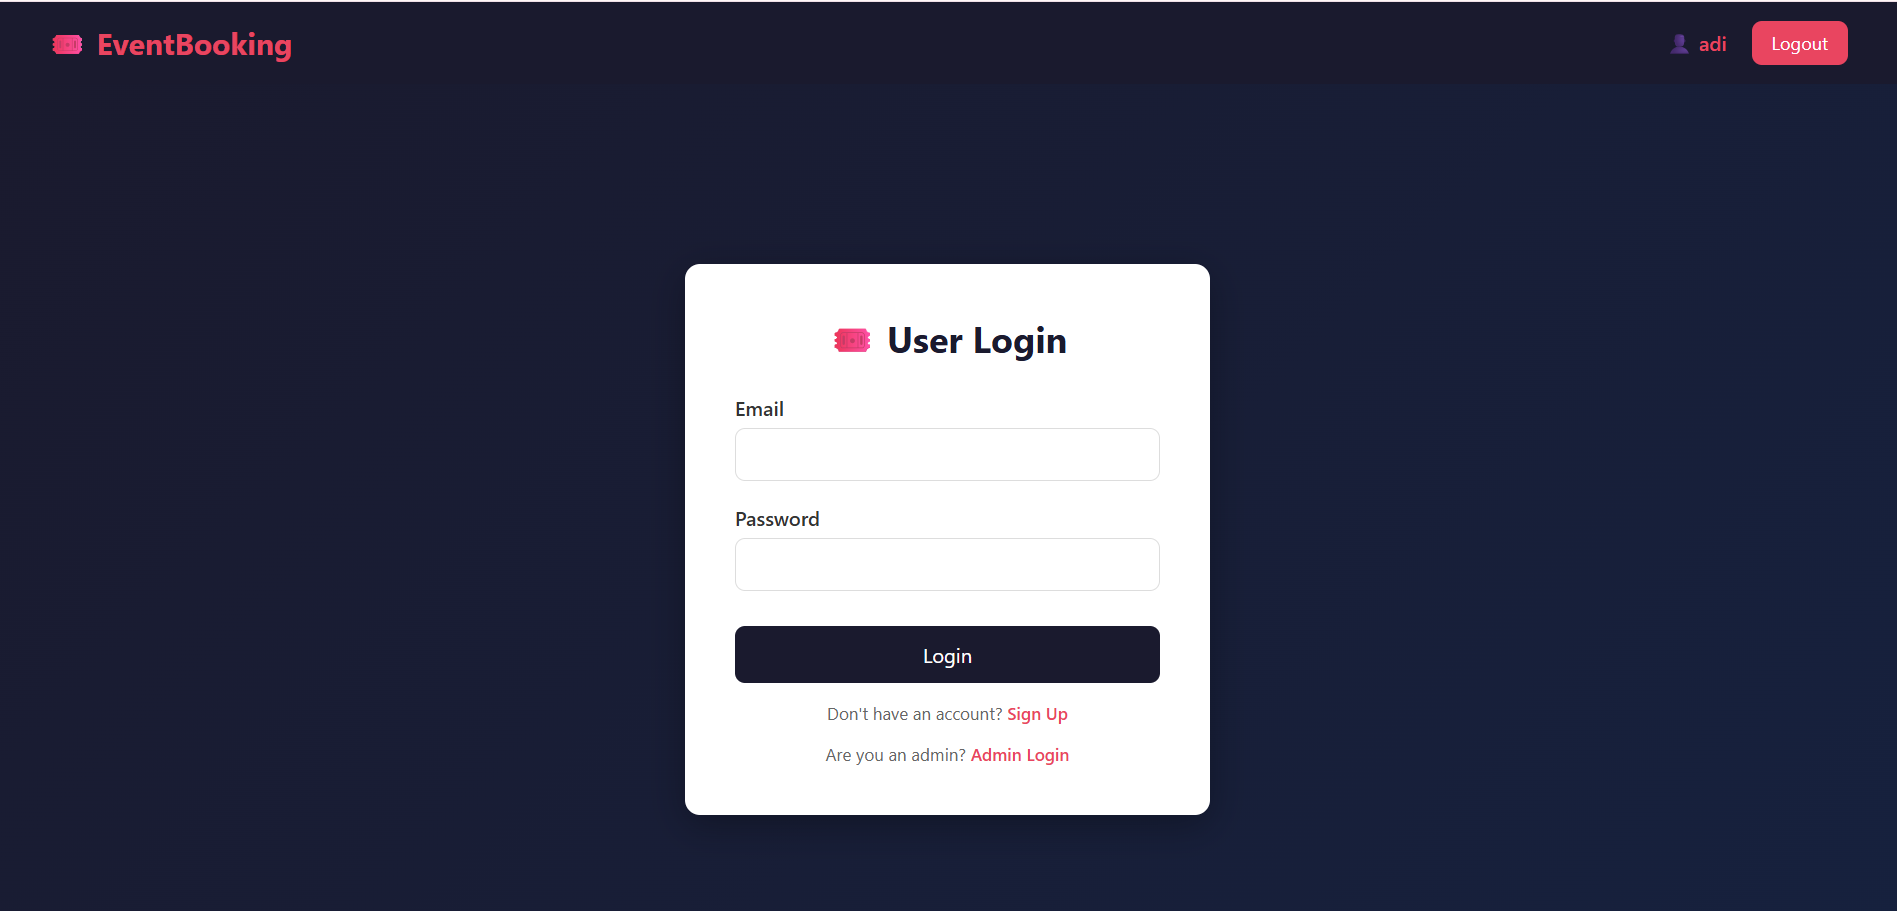 EventBooking
adi
Logout
User Login
Email
Password
Login
Don't have an account? Sign Up
Are you an admin? Admin Login